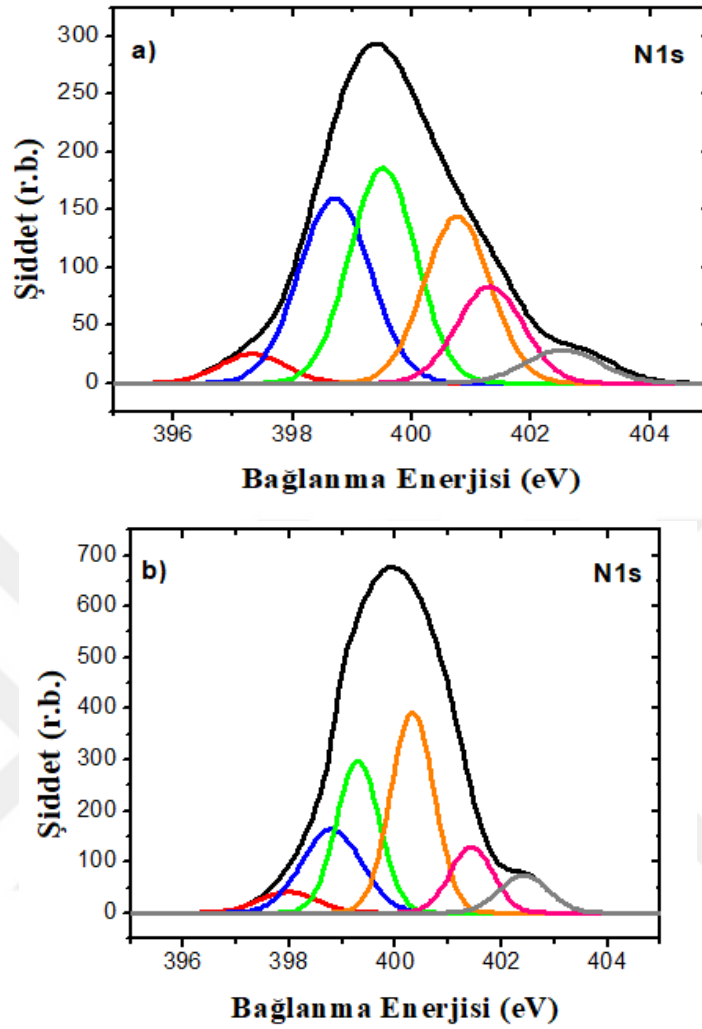 a)
N1s
300
250
200
150
100
50
0
Şiddet (r.b.)
396 398 400 402 404
Bağlanma Enerjisi (eV)
b)
N1s
700
600
500
400
300
200
100
0
Şiddet (r.b.)
396 398 400 402 404
Bağlanma Enerjisi (eV)